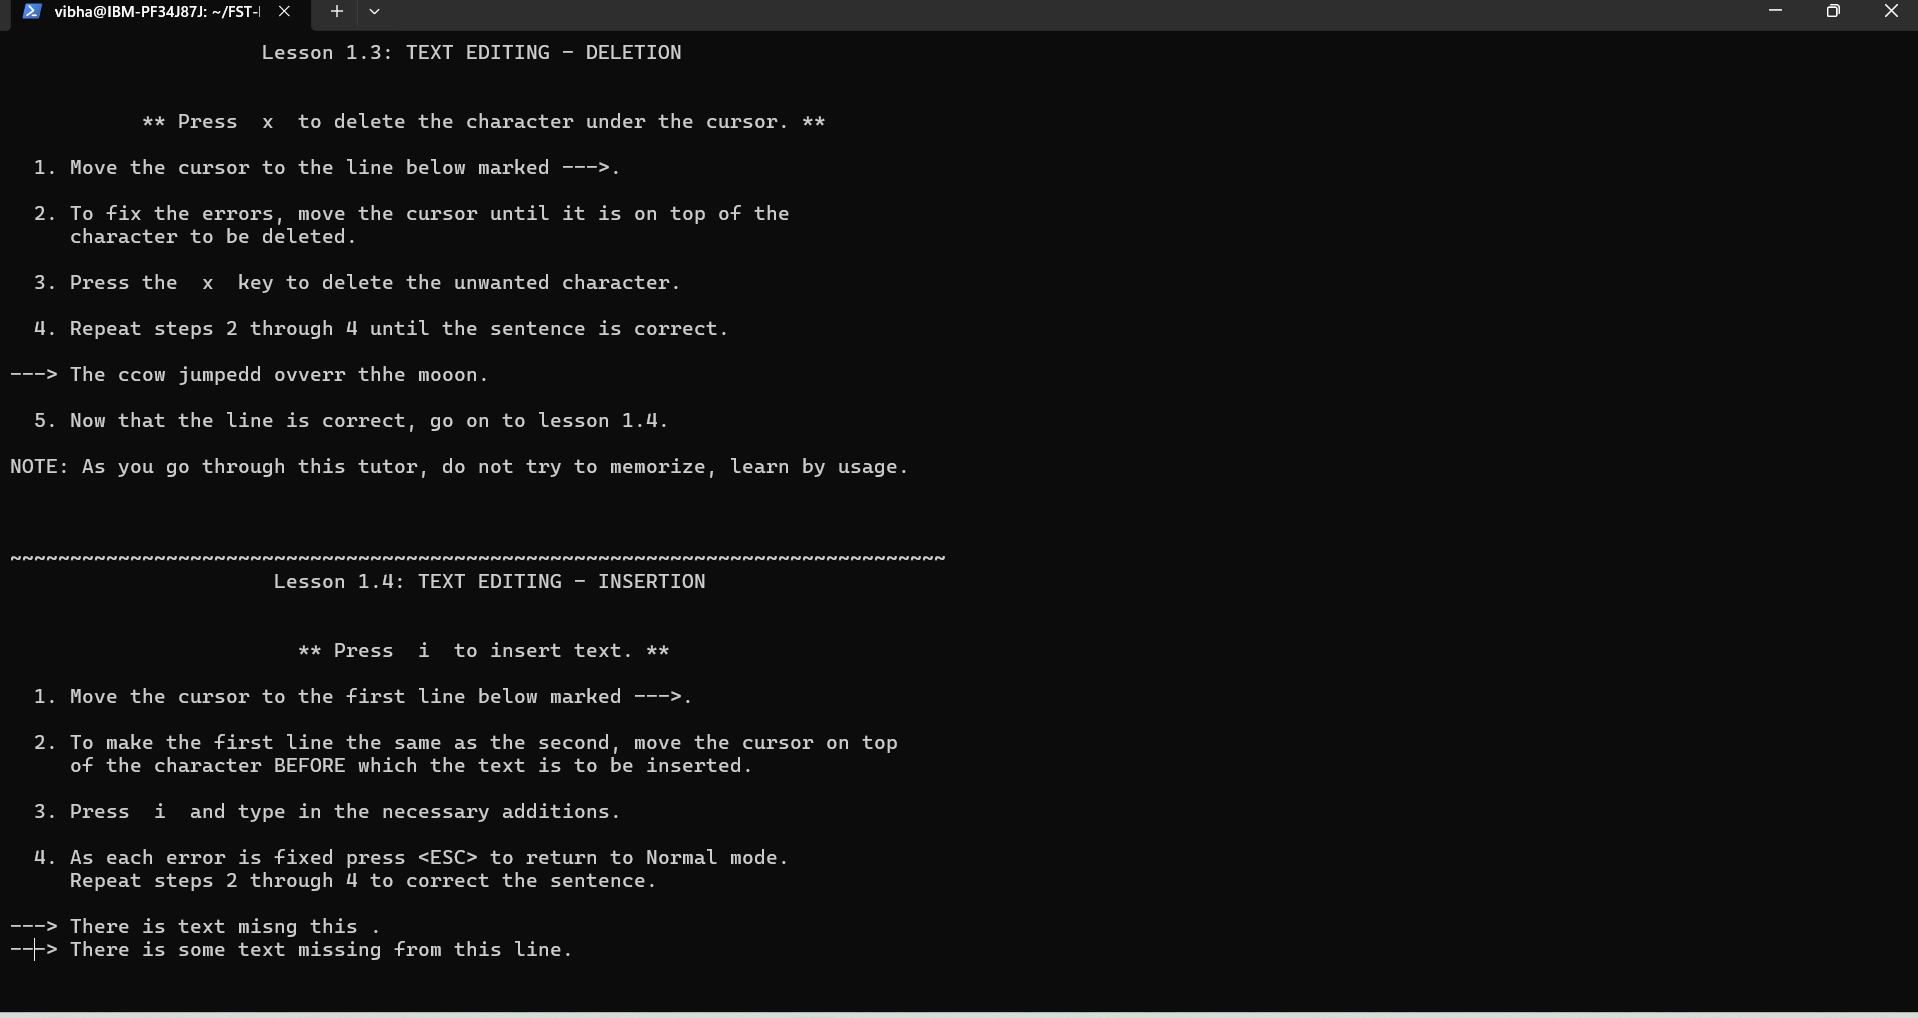 vibha@IBM-PF34J87J: ~/FST-
Lesson 1.3: TEXT EDITING - DELETION
** Press  x  to delete the character under the cursor. **
1. Move the cursor to the line below marked --->.
2. To fix the errors, move the cursor until it is on top of the
character to be deleted.
3. Press the  x  key to delete the unwanted character.
4. Repeat steps 2 through 4 until the sentence is correct.
---> The ccow jumpedd ovverr thhe mooon.
5. Now that the line is correct, go on to lesson 1.4.
NOTE: As you go through this tutor, do not try to memorize, learn by usage.
~~~~~~~~~~~~~~~~~~~~~~~~~~~~~~~~~~~~~~~~~~~~~~~~~~~~~~~~~~~~~~~~~~~~~~~~~~~~~~
Lesson 1.4: TEXT EDITING - INSERTION
** Press  i  to insert text. **
1. Move the cursor to the first line below marked --->.
2. To make the first line the same as the second, move the cursor on top
of the character BEFORE which the text is to be inserted.
3. Press  i  and type in the necessary additions.
4. As each error is fixed press <ESC> to return to Normal mode.
Repeat steps 2 through 4 to correct the sentence.
---> There is text misng this .
---> There is some text missing from this line.